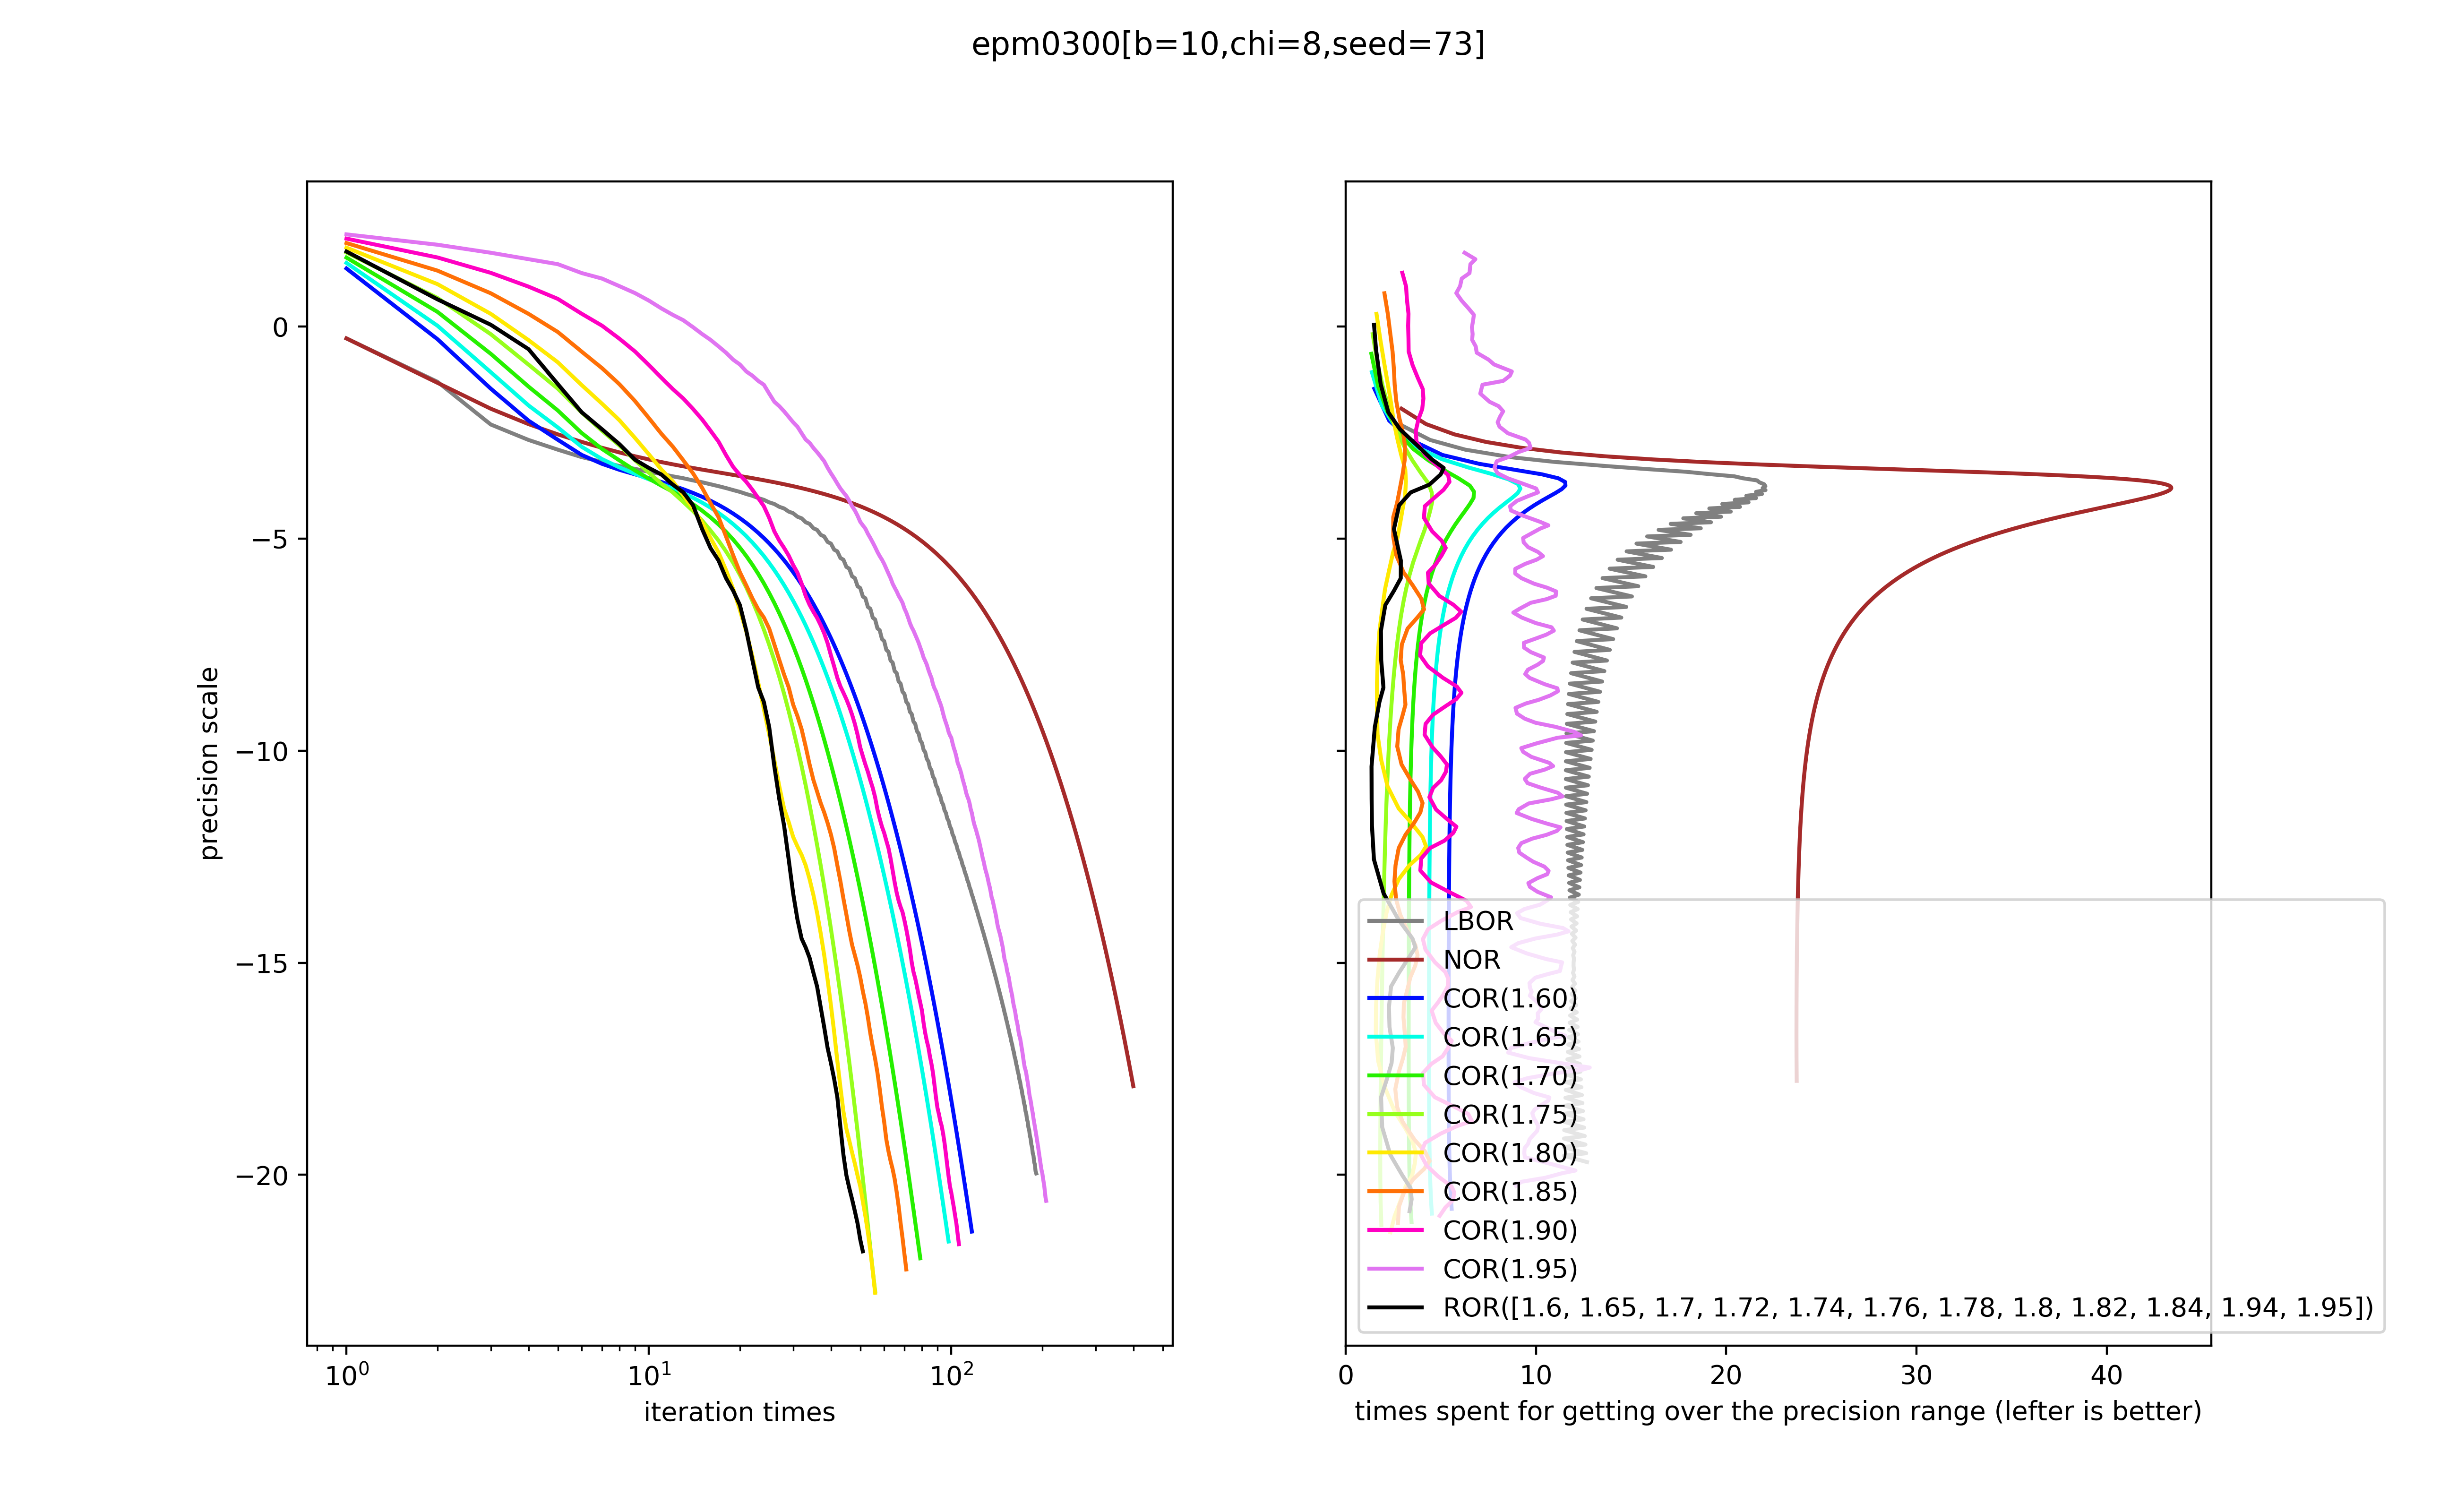 epm0300[b=10,chi=8,seed=73]
precision scale
0
−5
−10
−15
−20
10⁰
10¹
10²
iteration times
LBOR
NOR
COR(1.60)
COR(1.65)
COR(1.70)
COR(1.75)
COR(1.80)
COR(1.85)
COR(1.90)
COR(1.95)
ROR([1.6, 1.65, 1.7, 1.72, 1.74, 1.76, 1.78, 1.8, 1.82, 1.84, 1.94, 1.95])
0
10
20
30
40
times spent for getting over the precision range (lefter is better)